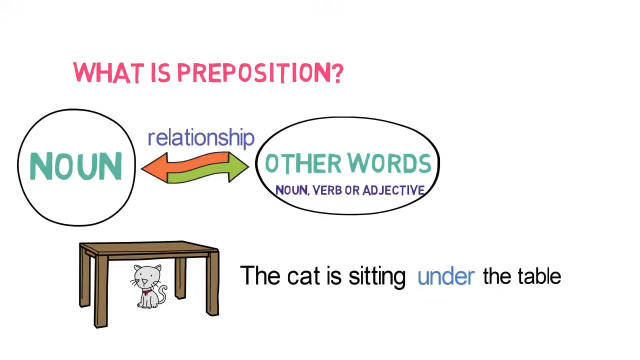 WHAT IS PREPOSITION?
relationship
NOUN
OTHER WORDS
NOUN, VERB OR ADJECTIVE
The cat is sitting under the table